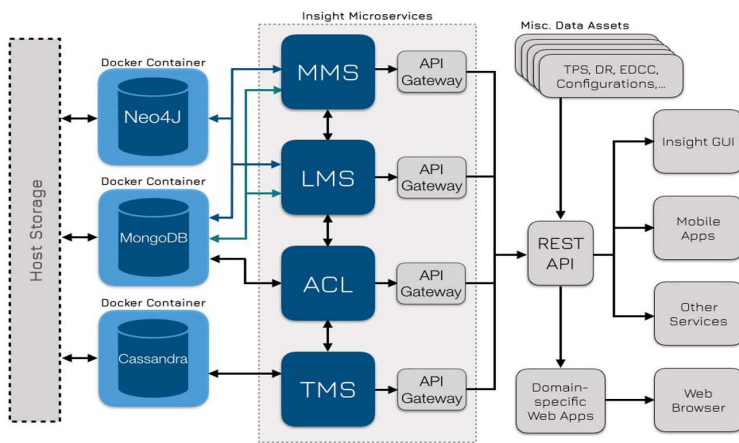 Insight Microservices
Misc. Data Assets
Docker Container
Neo4J
MMS
API
Gateway
TPS, DR, EDCC,
Configurations,...
Host Storage
Docker Container
MongoDB
LMS
API
Gateway
Insight GUI
Mobile
Apps
REST
API
ACL
API
Gateway
Other
Services
Docker Container
Cassandra
TMS
API
Gateway
Domain-
specific
Web Apps
Web
Browser